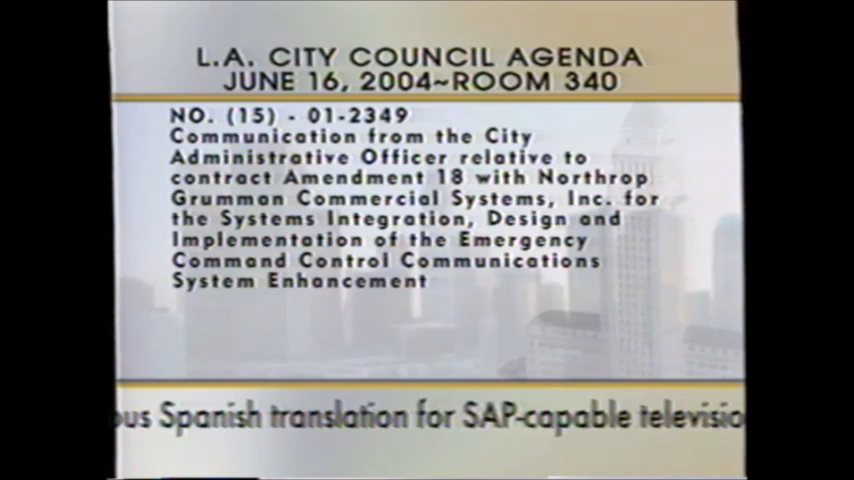 L.A. CITY COUNCIL AGENDA
JUNE 16, 2004~ROOM 340
NO. (15) - 01-2349
Communication from the City
Administrative Officer relative to
contract Amendment 18 with Northrop
Grumman Commercial Systems, Inc. for
the Systems Integration, Design and
Implementation of the Emergency
Command Control Communications
System Enhancement
Spanish translation for SAP-capable